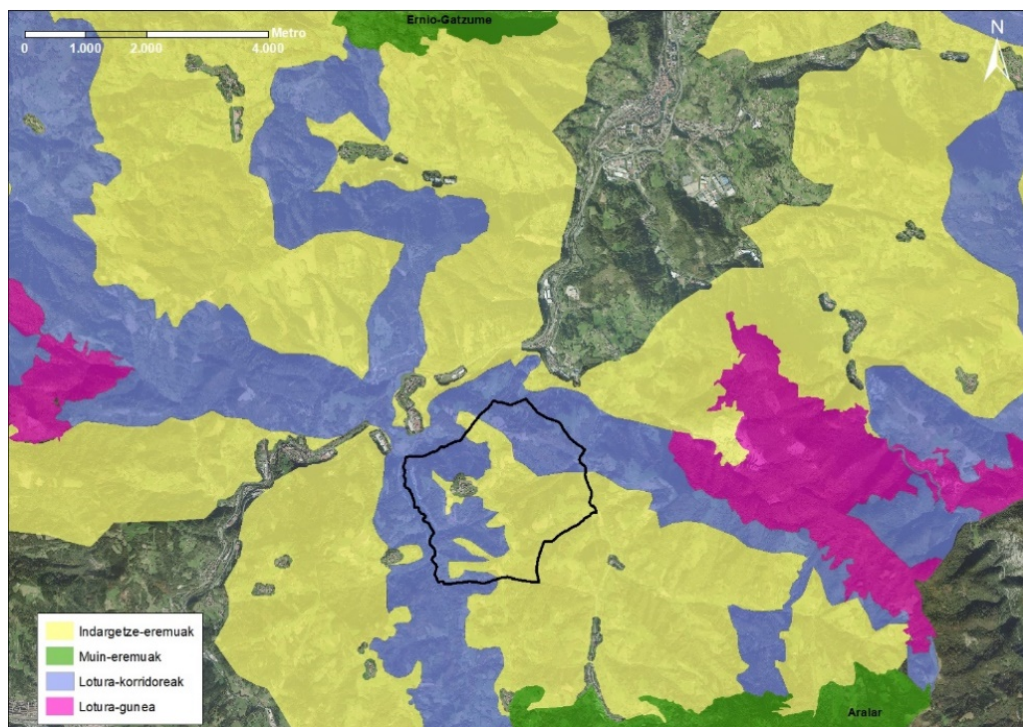 Ernio-Gatzume
Metro
0 1.000 2.000 4.000
N
Indargetze-eremuak
Muin-eremuak
Lotura-korridoreak
Lotura-gunea
Aralar